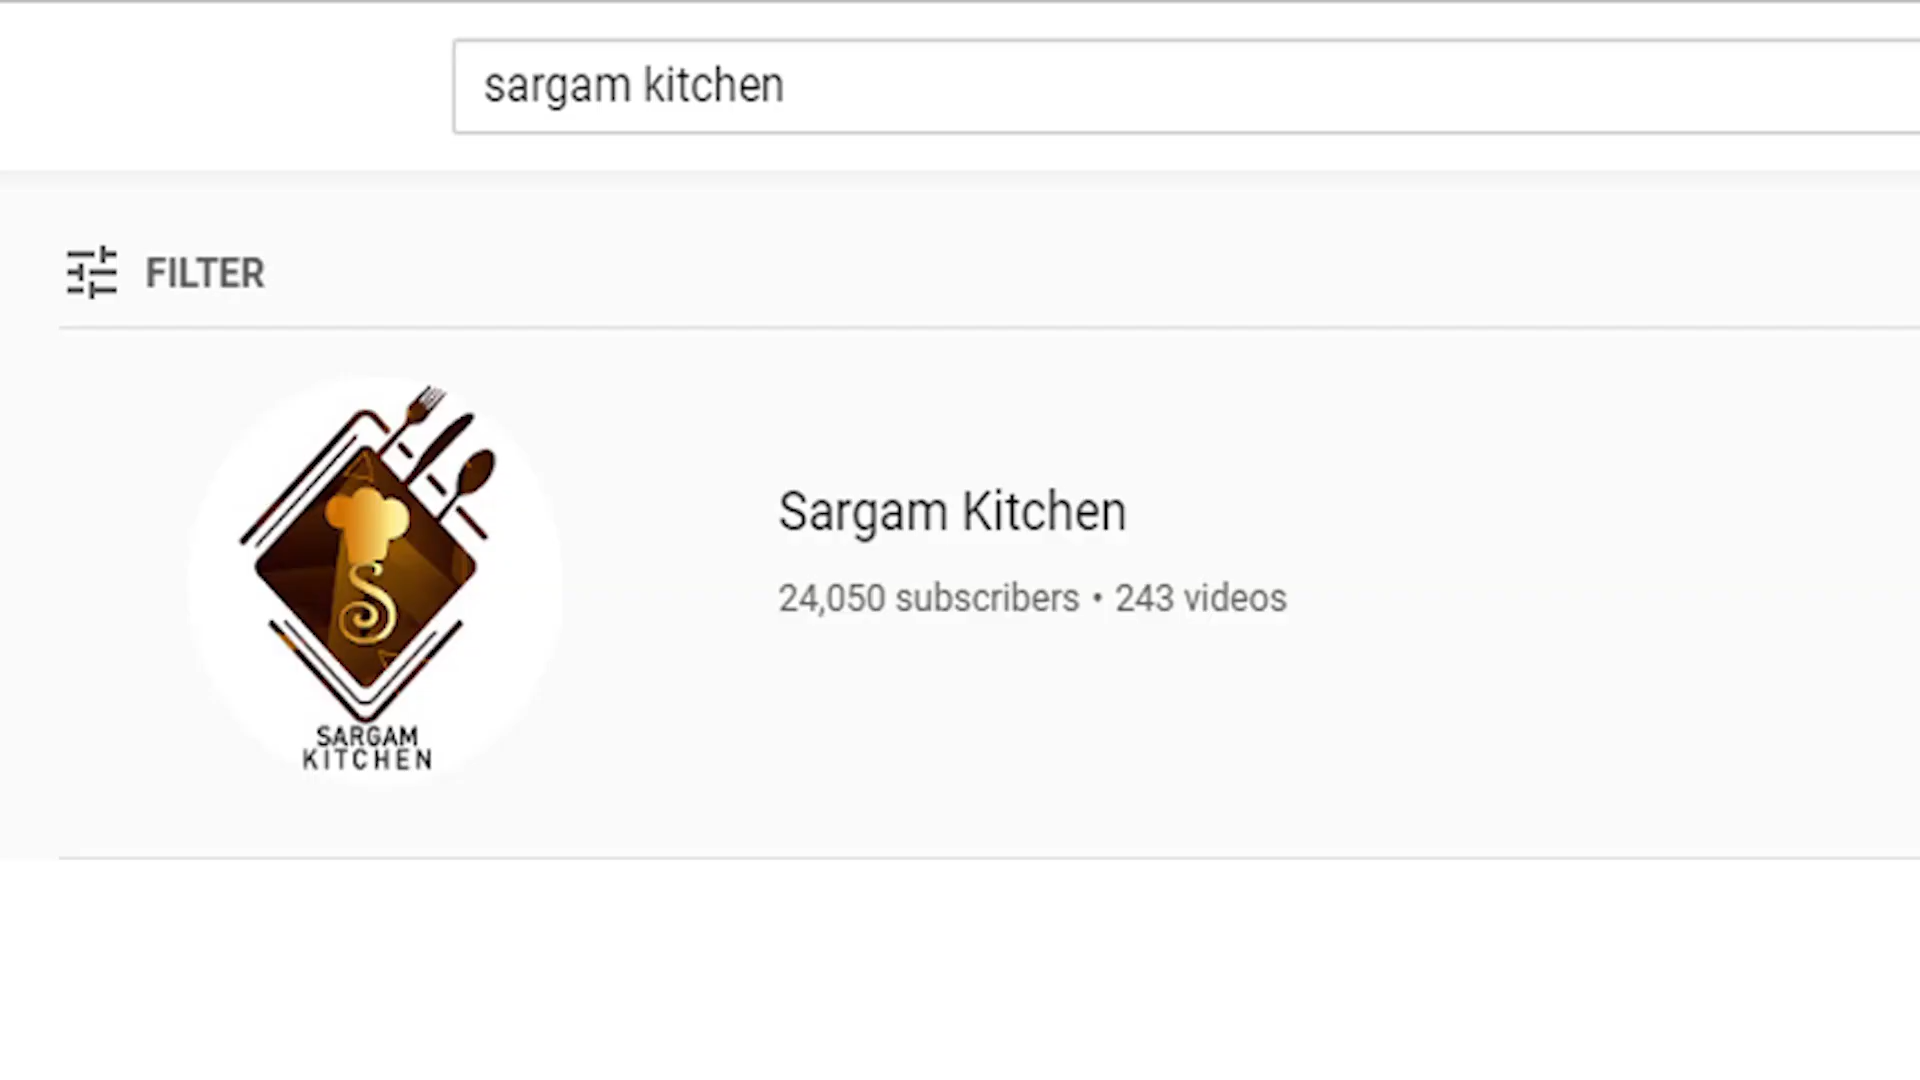 sargam kitchen
FILTER
S
SARGAM
KITCHEN
Sargam Kitchen
24,050 subscribers • 243 videos